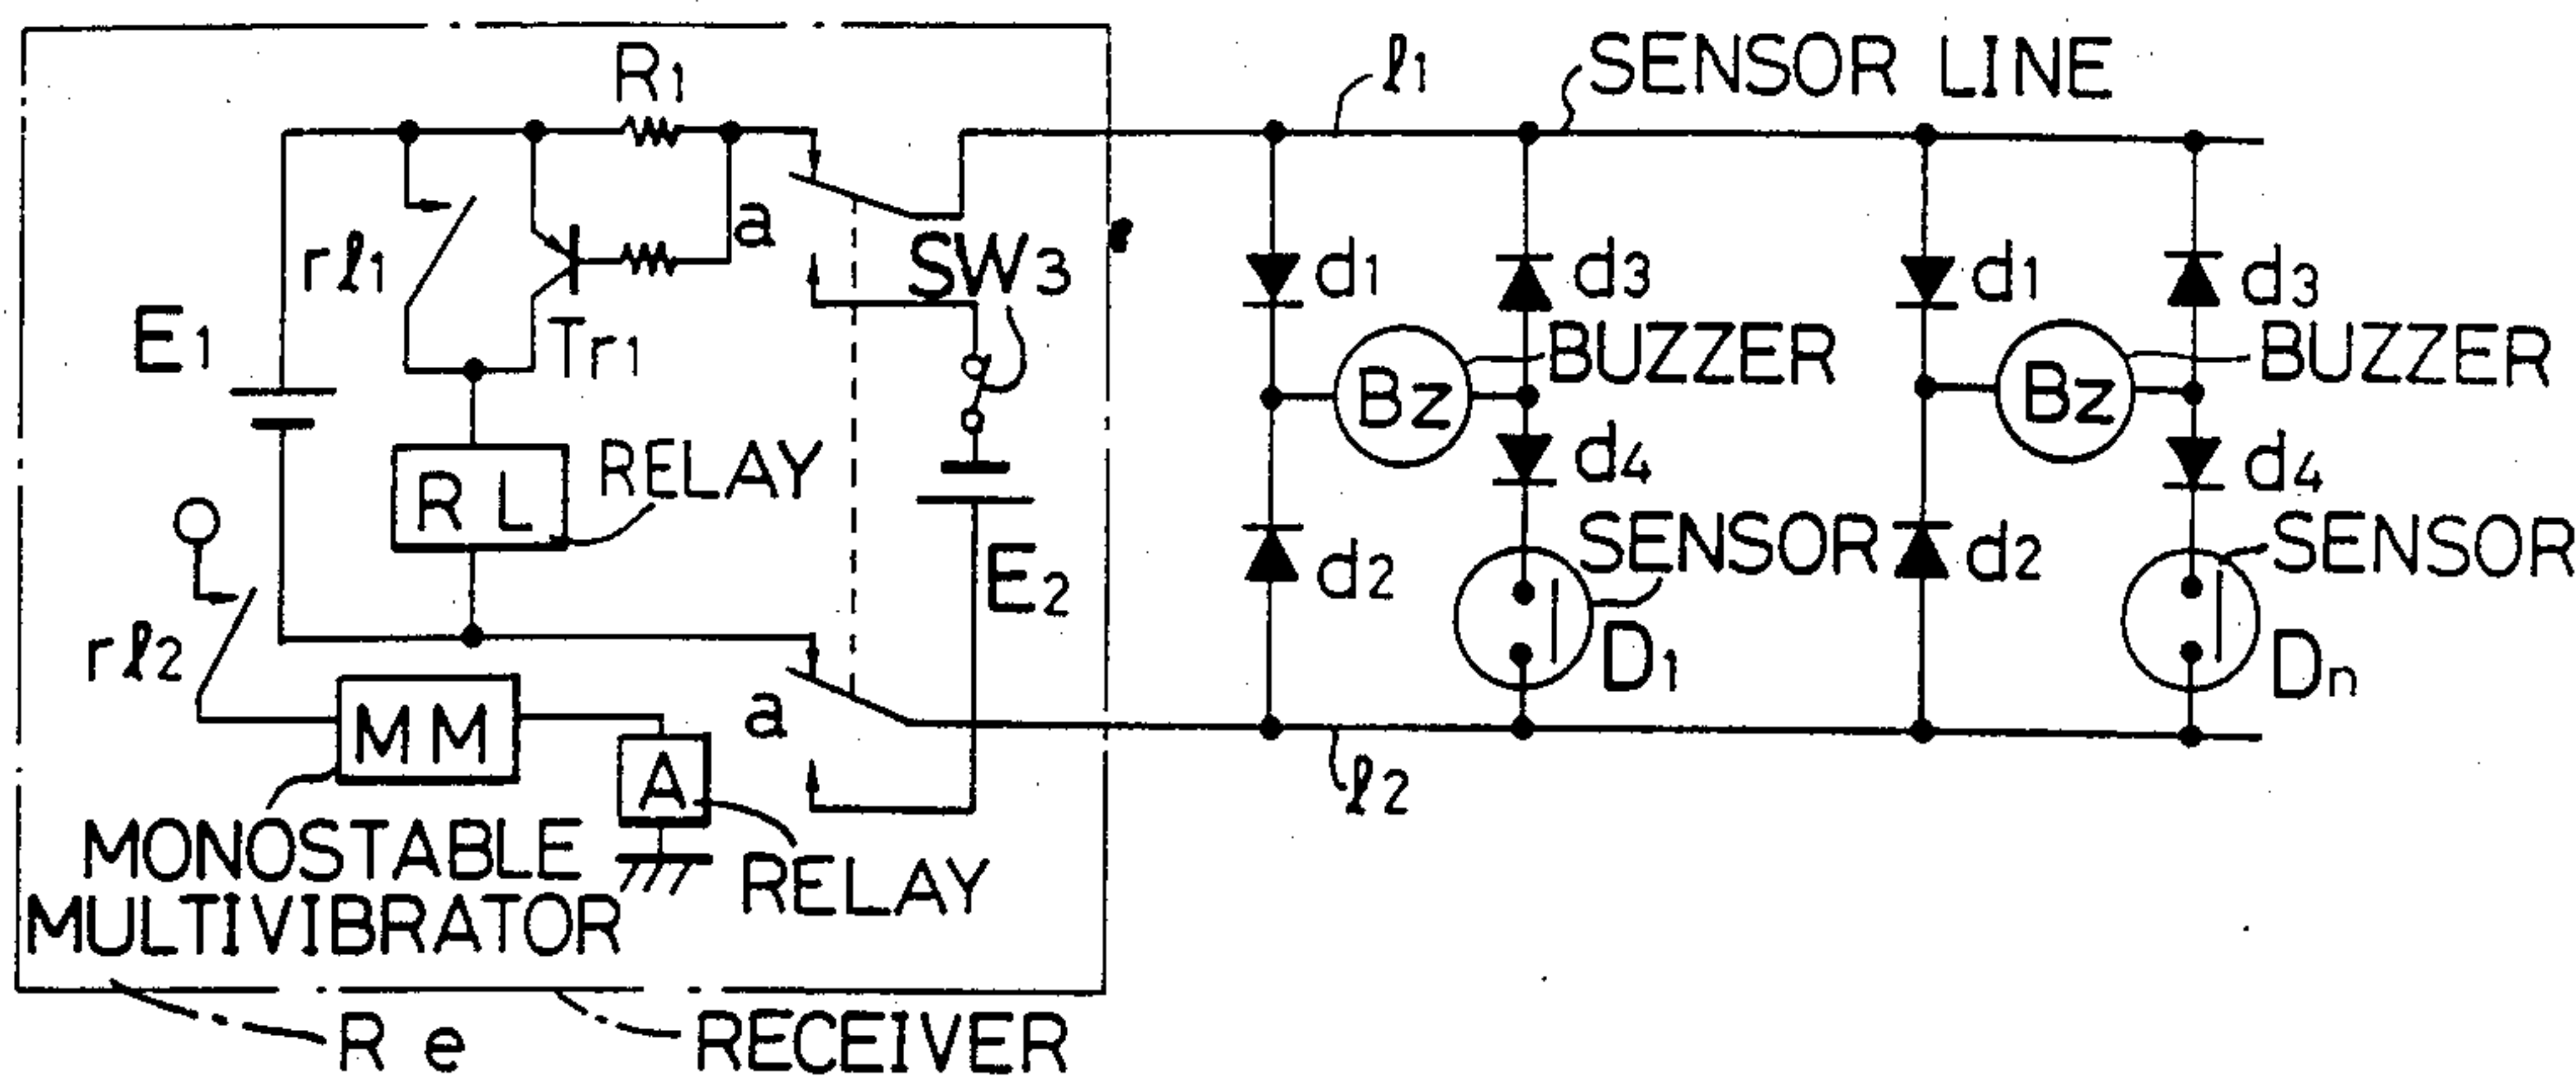 R1
ℓ1
SENSOR LINE
rℓ1
a
SW3
d1
d3
d1
d3
E1
Tr1
Bz
BUZZER
Bz
BUZZER
RL
RELAY
d4
d4
E2
d2
SENSOR
d2
SENSOR
rℓ2
D1
Dn
MM
a
A
ℓ2
MONOSTABLE
MULTIVIBRATOR
RELAY
Re
RECEIVER